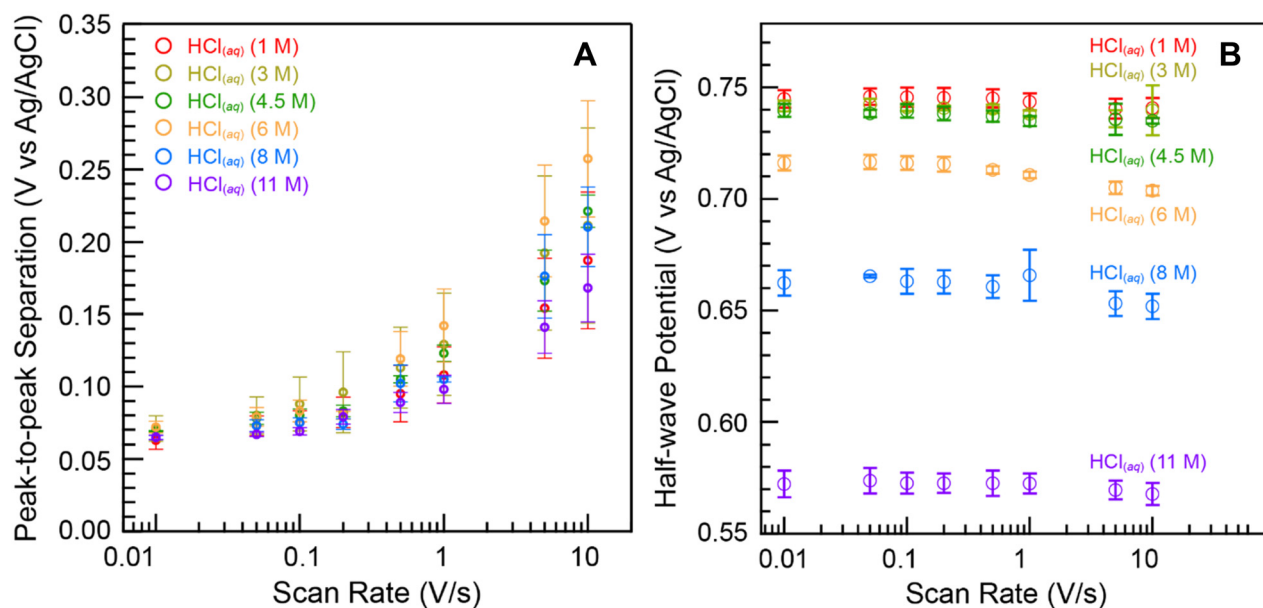 A
Peak-to-peak Separation (V vs Ag/AgCl)
0.35
0.30
0.25
0.20
0.15
0.10
0.05
0.00
HCl(aq) (1 M)
HCl(aq) (3 M)
HCl(aq) (4.5 M)
HCl(aq) (6 M)
HCl(aq) (8 M)
HCl(aq) (11 M)
0.01
0.1
1
10
Scan Rate (V/s)
B
Half-wave Potential (V vs Ag/AgCl)
0.75
0.70
0.65
0.60
0.55
HCl(aq) (1 M)
HCl(aq) (3 M)
HCl(aq) (4.5 M)
HCl(aq) (6 M)
HCl(aq) (8 M)
HCl(aq) (11 M)
0.01
0.1
1
10
Scan Rate (V/s)